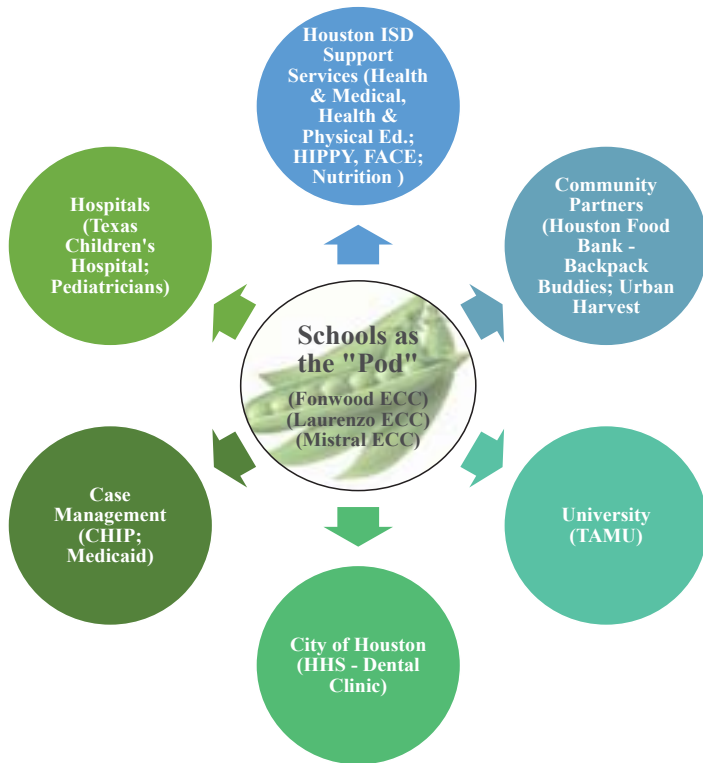 Houston ISD
Support
Services (Health
& Medical,
Health &
Physical Ed.;
HIPPY, FACE;
Nutrition )
Community
Partners
(Houston Food
Bank -
Backpack
Buddies; Urban
Harvest
University
(TAMU)
City of Houston
(HHS - Dental
Clinic)
Case
Management
(CHIP;
Medicaid)
Hospitals
(Texas
Children's
Hospital;
Pediatricians)
Schools as
the "Pod"
(Fonwood ECC)
(Laurenzo ECC)
(Mistral ECC)